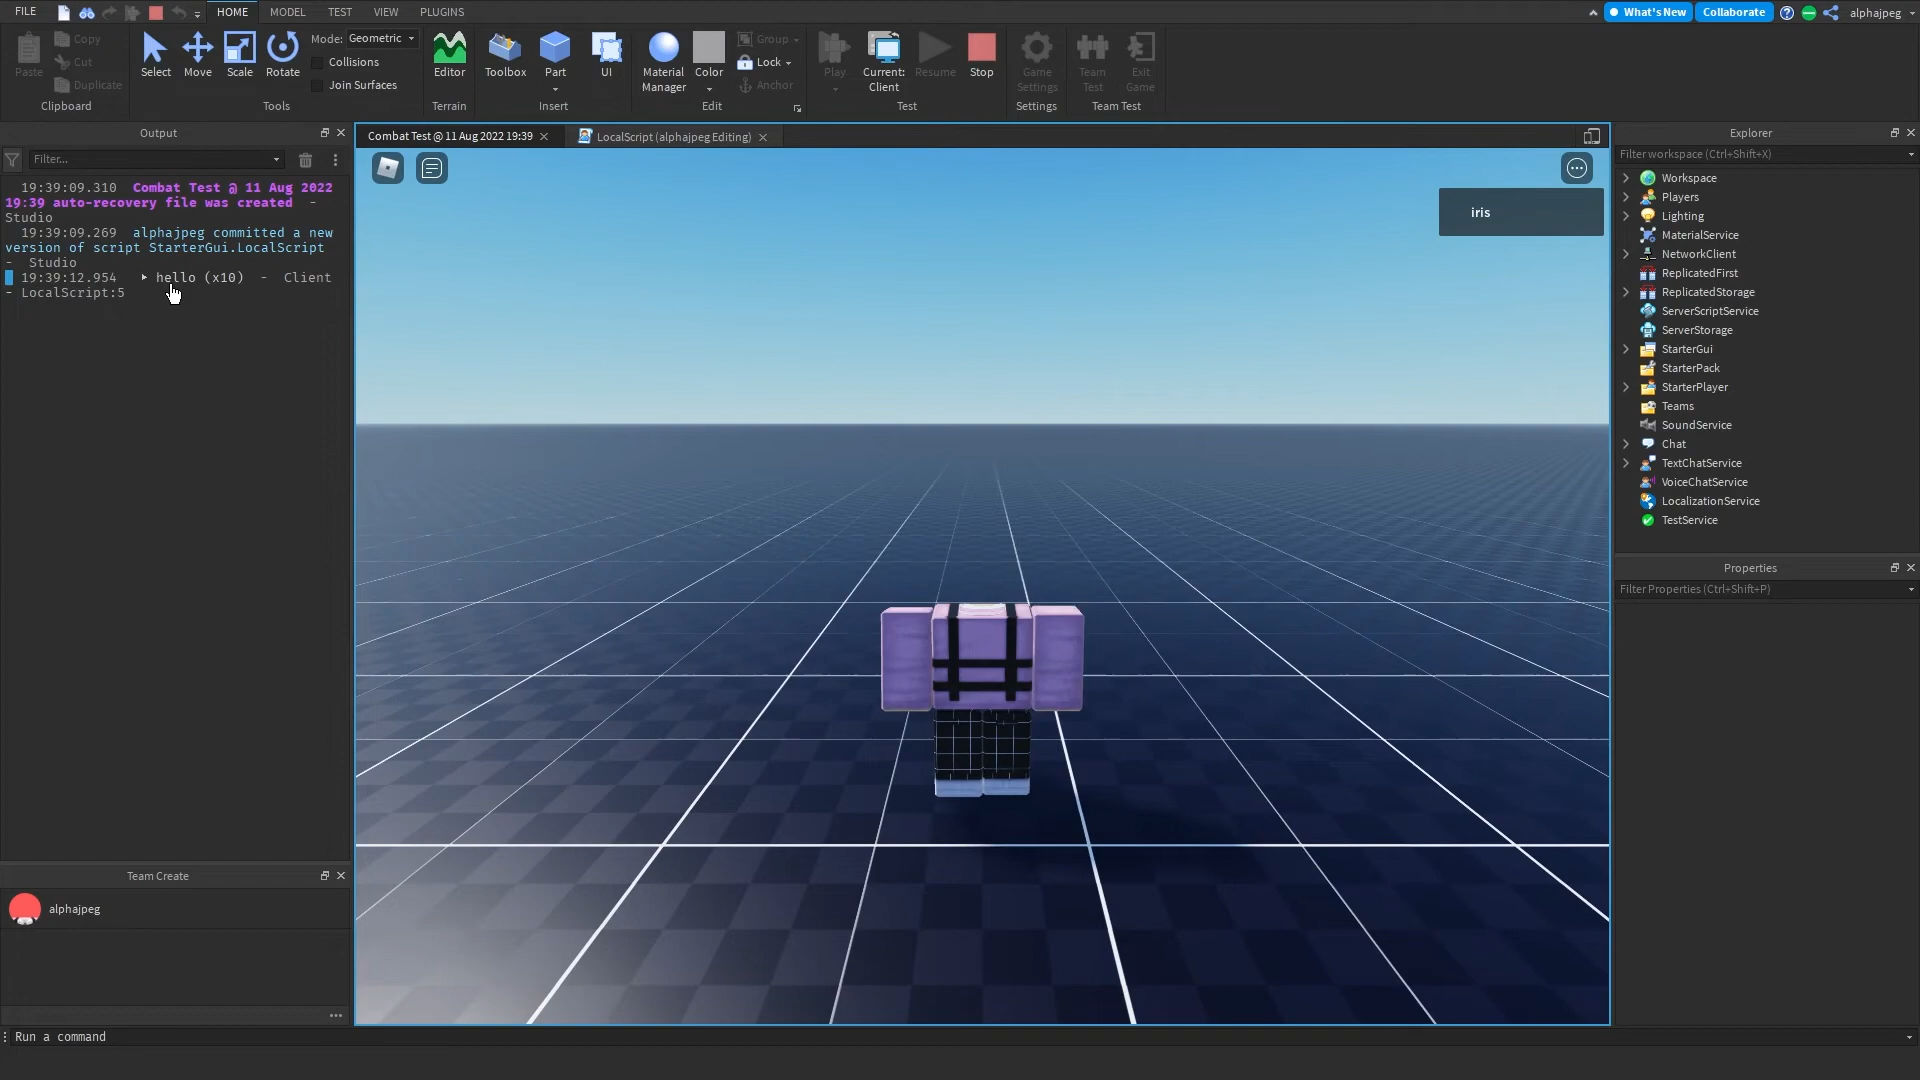 FILE
HOME
MODEL
TEST
VIEW
PLUGINS
What's New
Collaborate
alphajpeg
Paste
Copy
Cut
Duplicate
Clipboard
Select
Move
Scale
Rotate
Mode: Geometric
Collisions
Join Surfaces
Tools
Editor
Terrain
Toolbox
Part
UI
Insert
Material
Manager
Color
Group
Lock
Anchor
Edit
Play
Current:
Client
Resume
Stop
Test
Game
Settings
Settings
Team
Test
Exit
Game
Team Test
Output
Filter...
19:39:09.310 Combat Test @ 11 Aug 2022
19:39 auto-recovery file was created -
Studio
19:39:09.269 alphajpeg committed a new
version of script StarterGui.LocalScript
- Studio
19:39:12.954 hello (x10) - Client
- LocalScript:5
Team Create
alphajpeg
Run a command
Combat Test @ 11 Aug 2022 19:39
LocalScript (alphajpeg Editing)
iris
Explorer
Filter workspace (Ctrl+Shift+X)
Workspace
Players
Lighting
MaterialService
NetworkClient
ReplicatedFirst
ReplicatedStorage
ServerScriptService
ServerStorage
StarterGui
StarterPack
StarterPlayer
Teams
SoundService
Chat
TextChatService
VoiceChatService
LocalizationService
TestService
Properties
Filter Properties (Ctrl+Shift+P)